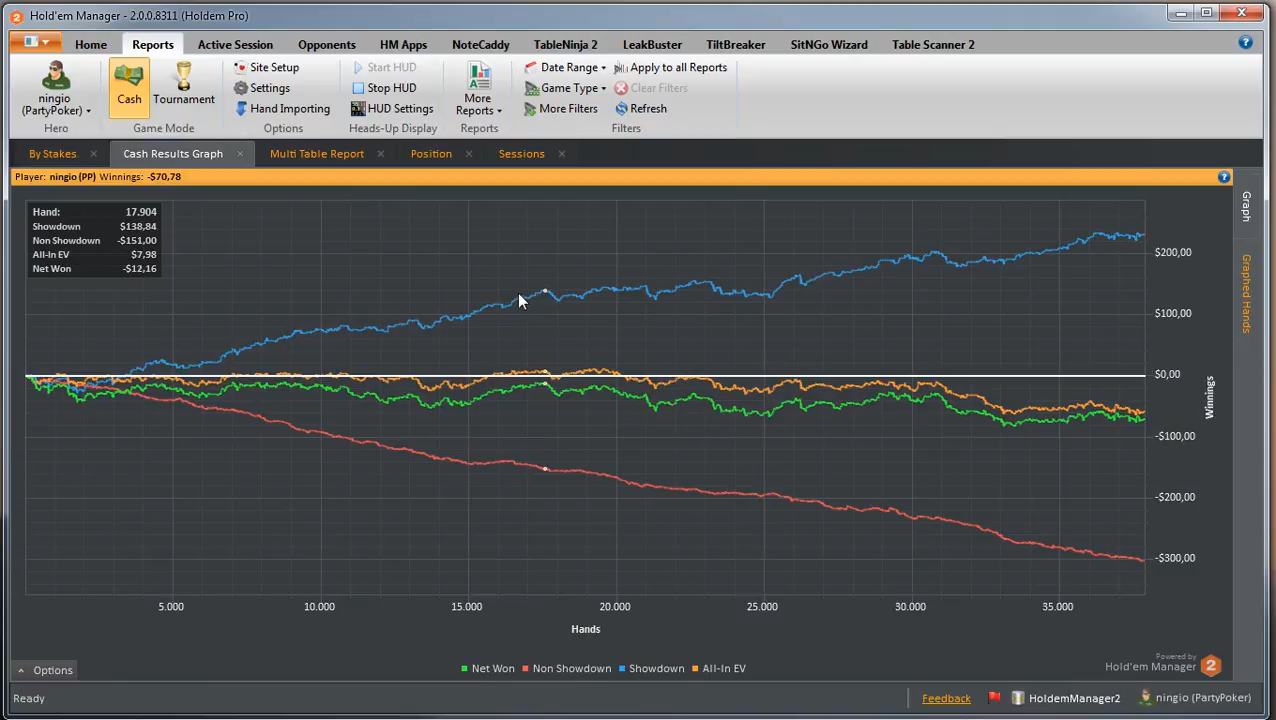 Hold'em Manager - 2.0.0.8311 (Holdem Pro)
Home Reports Active Session Opponents HM Apps NoteCaddy TableNinja 2 LeakBuster TiltBreaker SitNGo Wizard Table Scanner 2
ningio
(PartyPoker)
Hero
Cash
Tournament
Game Mode
Site Setup
Settings
Hand Importing
Options
Start HUD
Stop HUD
HUD Settings
Heads-Up Display
More
Reports
Reports
Date Range
Game Type
More Filters
Apply to all Reports
Clear Filters
Refresh
Filters
By Stakes
Cash Results Graph
Multi Table Report
Position
Sessions
Player: ningio (PP) Winnings: -$70,78
Hand: 17.904
Showdown $138,84
Non Showdown -$151,00
All-In EV $7,98
Net Won -$12,16
$200,00
$100,00
$0,00
-$100,00
-$200,00
-$300,00
Winnings
Graph
Graphed Hands
5.000 10.000 15.000 20.000 25.000 30.000 35.000
Hands
Net Won Non Showdown Showdown All-In EV
Options
Powered by
Hold'em Manager 2
Ready
Feedback
HoldemManager2
ningio (PartyPoker)